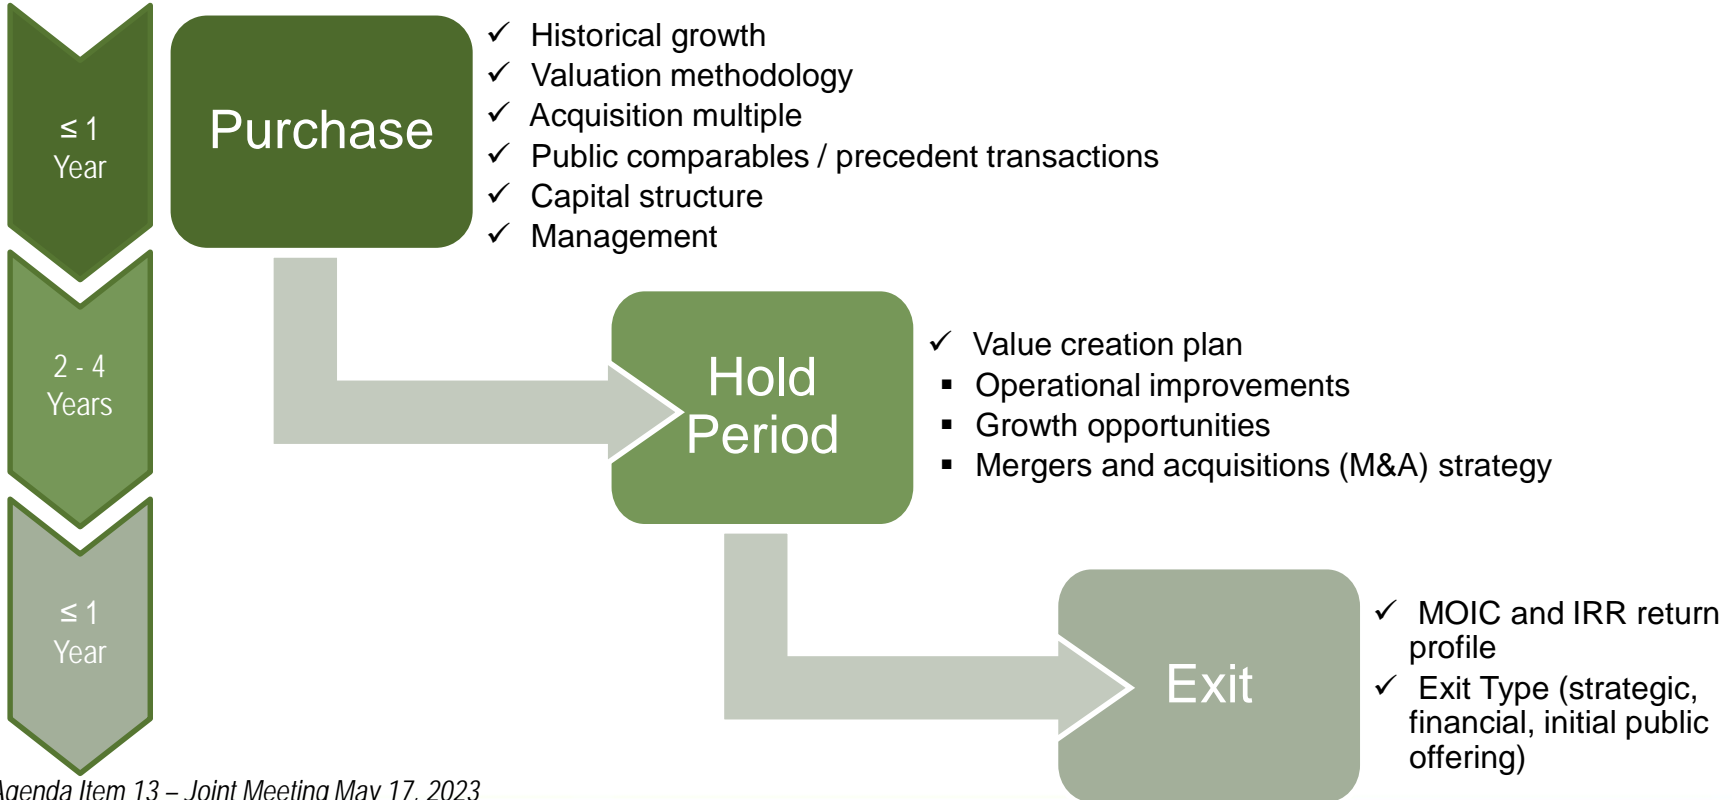 ≤ 1
Year
Purchase
✓ Historical growth
✓ Valuation methodology
✓ Acquisition multiple
✓ Public comparables / precedent transactions
✓ Capital structure
✓ Management
2 - 4
Years
Hold
Period
✓ Value creation plan
▪ Operational improvements
▪ Growth opportunities
▪ Mergers and acquisitions (M&A) strategy
≤ 1
Year
Exit
✓ MOIC and IRR return
profile
✓ Exit Type (strategic,
financial, initial public
offering)
Agenda Item 13 – Joint Meeting May 17, 2023